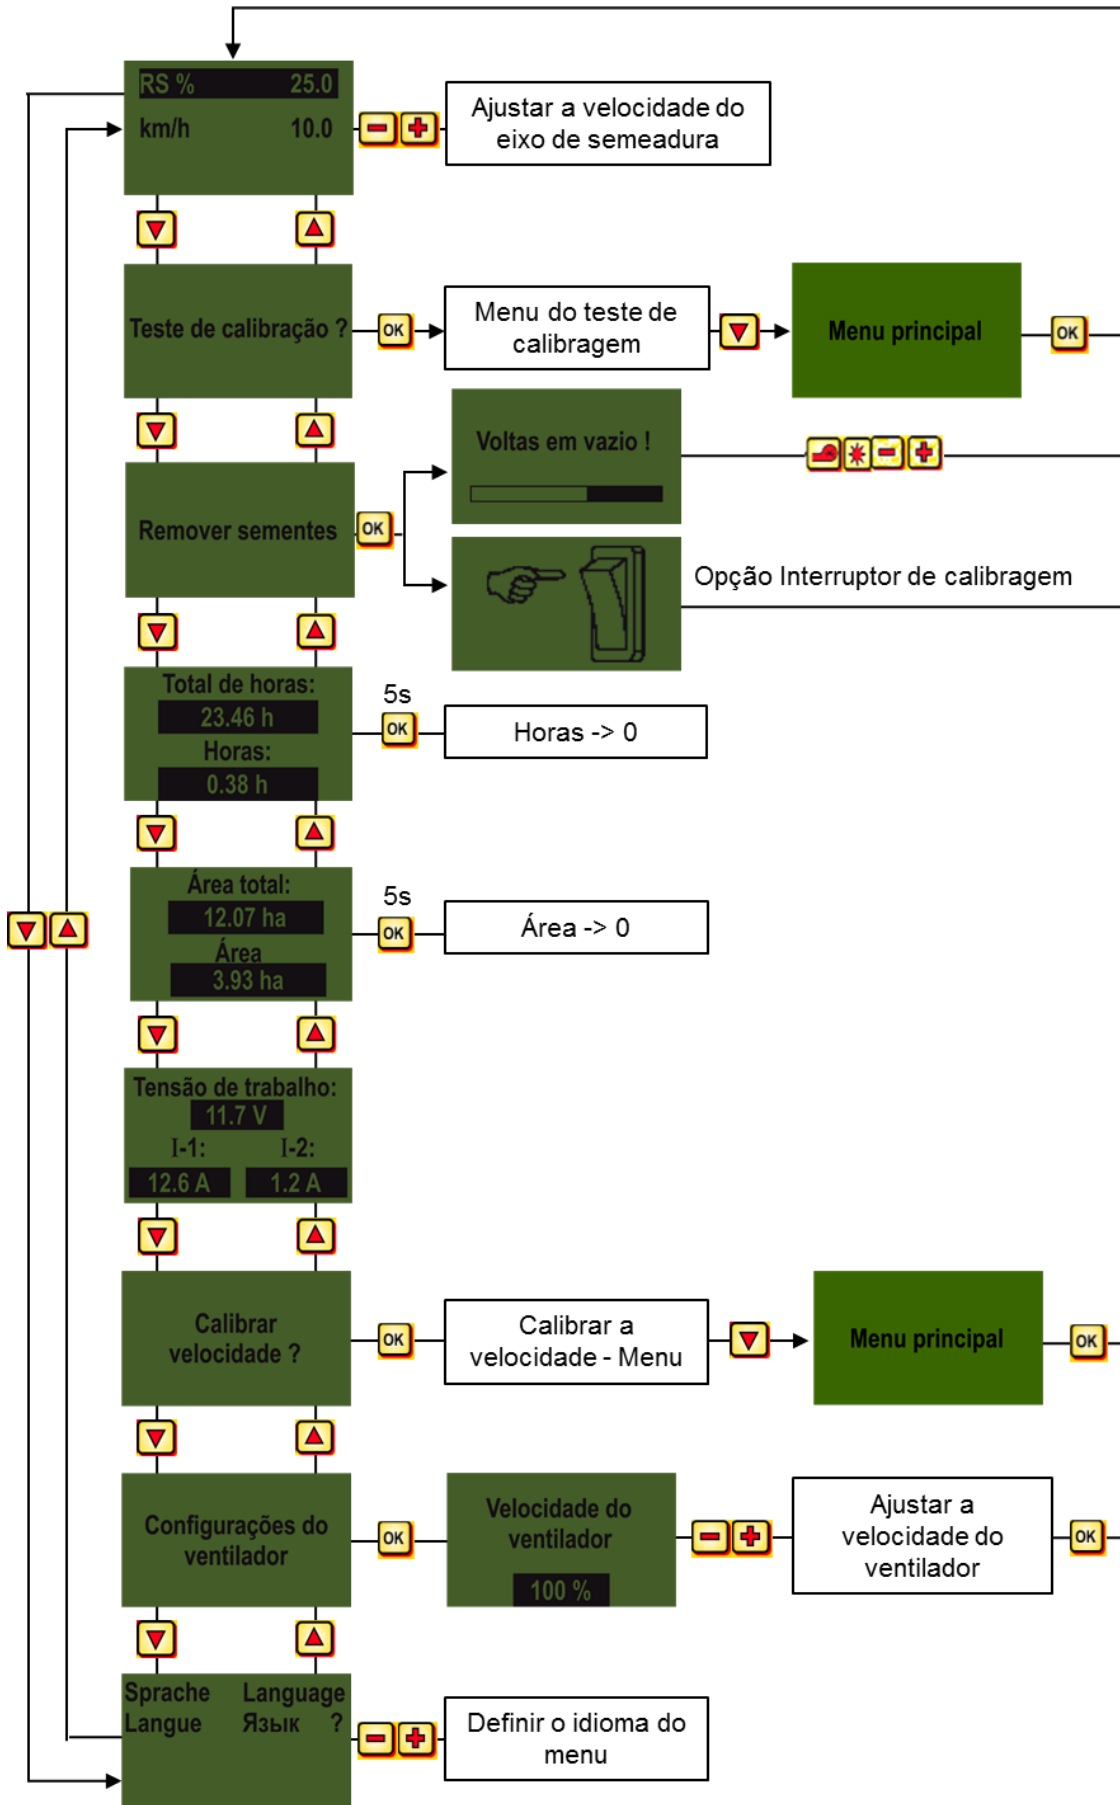 RS % 25.0
km/h 10.0
Ajustar a velocidade do
eixo de semeadura
Teste de calibração ?
OK
Menu do teste de
calibragem
Menu principal
OK
Remover sementes
OK
Voltas em vazio !
Opção Interruptor de calibragem
Total de horas:
23.46 h
Horas:
0.38 h
5s
OK
Horas -> 0
Área total:
12.07 ha
Área
3.93 ha
5s
OK
Área -> 0
Tensão de trabalho:
11.7 V
I-1: I-2:
12.6 A 1.2 A
Calibrar
velocidade ?
OK
Calibrar a
velocidade - Menu
Menu principal
OK
Configurações do
ventilador
OK
Velocidade do
ventilador
100 %
Ajustar a
velocidade do
ventilador
OK
Sprache Language
Langue Язык ?
Definir o idioma do
menu